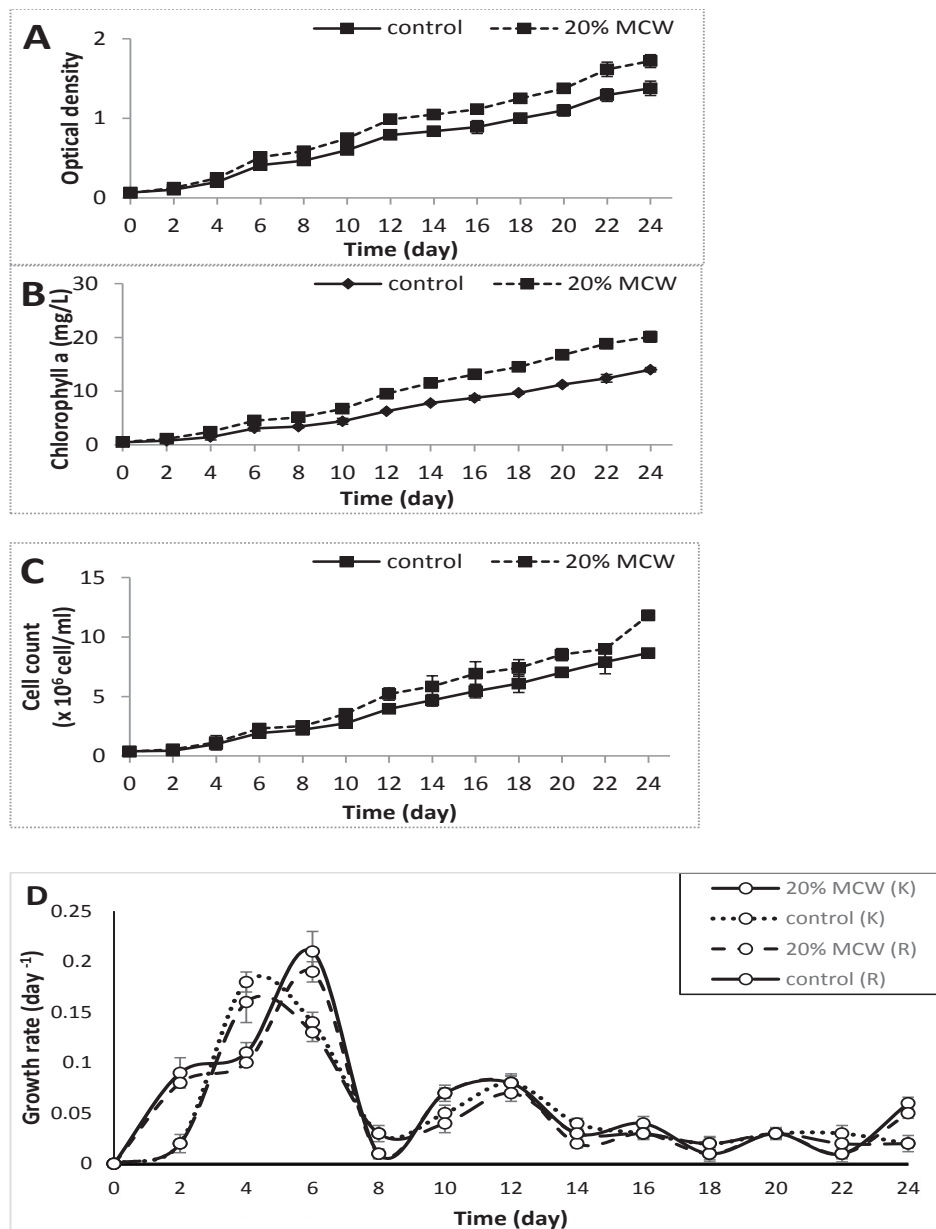 A
control 20% MCW
Optical density
2
1
0
0 2 4 6 8 10 12 14 16 18 20 22 24
Time (day)
B
control 20% MCW
Chlorophyll a (mg/L)
30
20
10
0
0 2 4 6 8 10 12 14 16 18 20 22 24
Time (day)
C
control 20% MCW
Cell count
(x 10⁶ cell/ml)
15
10
5
0
0 2 4 6 8 10 12 14 16 18 20 22 24
Time (day)
D
20% MCW (K)
control (K)
20% MCW (R)
control (R)
Growth rate (day -1)
0.25
0.2
0.15
0.1
0.05
0
0 2 4 6 8 10 12 14 16 18 20 22 24
Time (day)